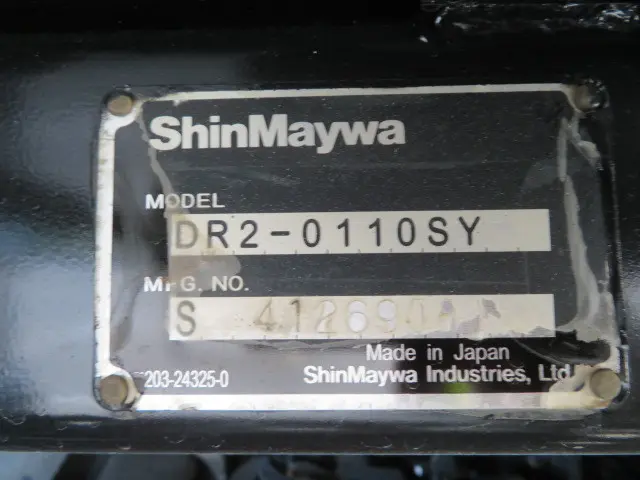 ShinMaywa
MODEL
DR2-0110SY
MFG. NO.
S
Made in Japan
203-24325-0
ShinMaywa Industries, Ltd.